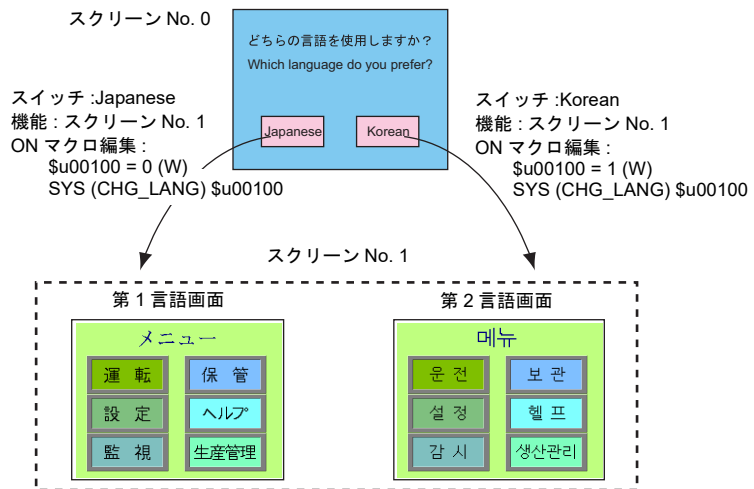 スクリーン No. 0
どちらの言語を使用しますか？
Which language do you prefer?
Japanese
Korean
スイッチ :Japanese
機能 : スクリーン No. 1
ON マクロ編集 :
$u00100 = 0 (W)
SYS (CHG_LANG) $u00100
スイッチ :Korean
機能 : スクリーン No. 1
ON マクロ編集 :
$u00100 = 1 (W)
SYS (CHG_LANG) $u00100
スクリーン No. 1
第 1 言語画面
メニュー
運 転
保 管
設 定
ヘルプ
監 視
生産管理
第 2 言語画面
메뉴
운 전
보 관
설 정
헬 프
감 시
생산관리